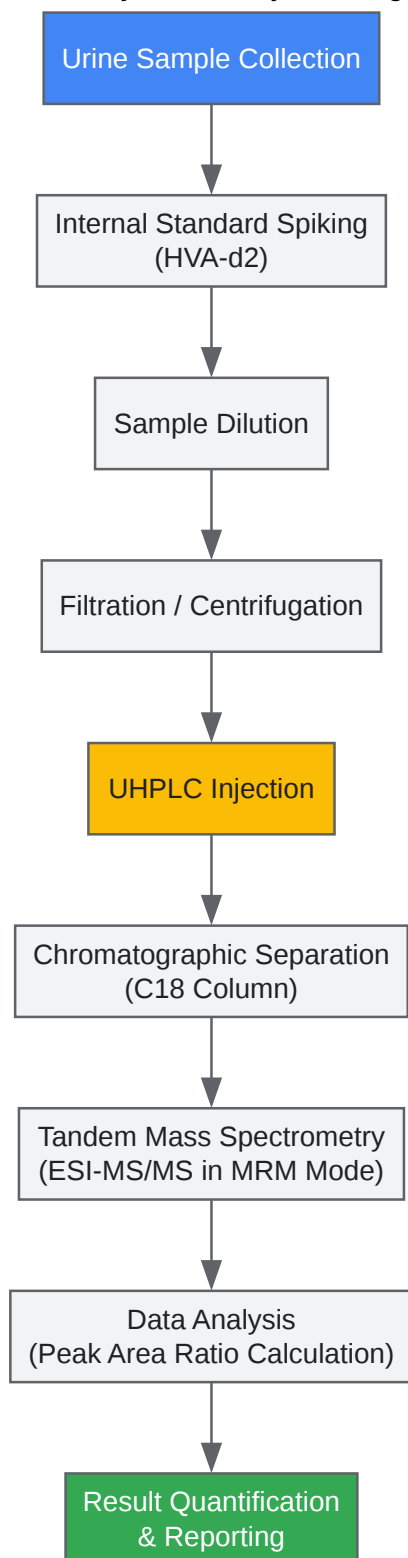 Urine Sample Collection
Internal Standard Spiking
(HVA-d2)
Sample Dilution
Filtration / Centrifugation
UHPLC Injection
Chromatographic Separation
(C18 Column)
Tandem Mass Spectrometry
(ESI-MS/MS in MRM Mode)
Data Analysis
(Peak Area Ratio Calculation)
Result Quantification
& Reporting